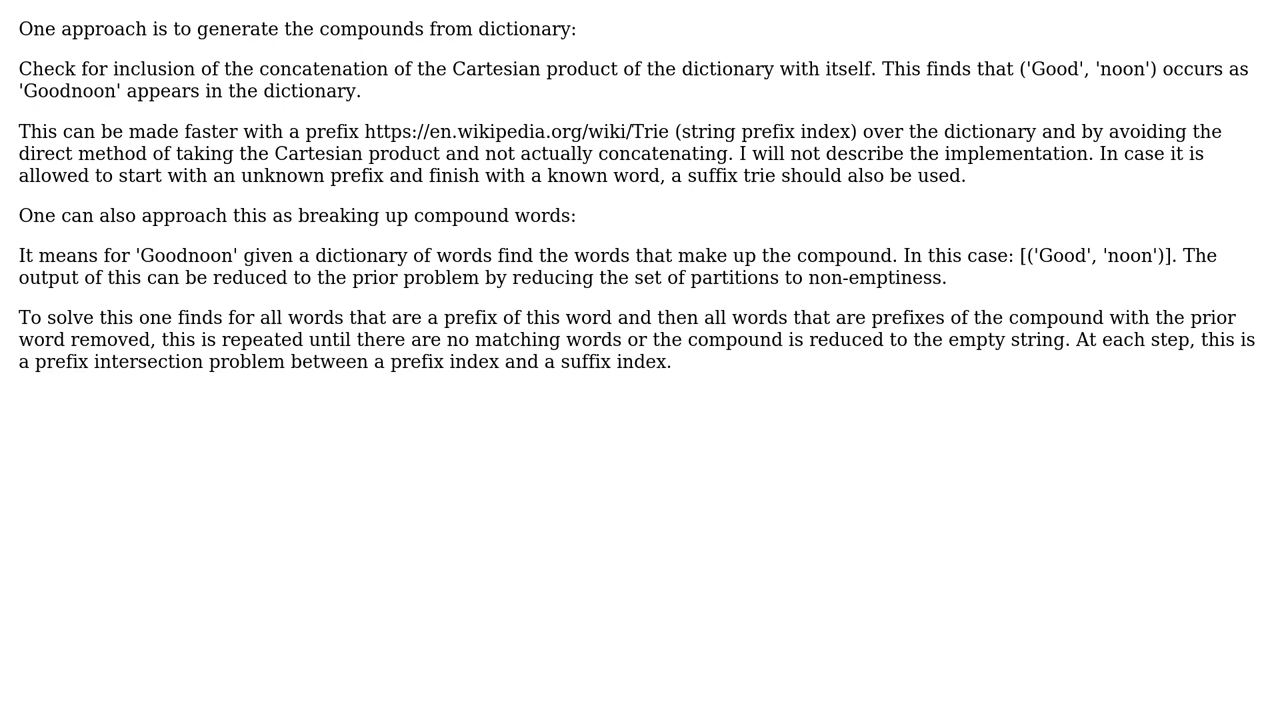 One approach is to generate the compounds from dictionary:
Check for inclusion of the concatenation of the Cartesian product of the dictionary with itself. This finds that ('Good', 'noon') occurs as
'Goodnoon' appears in the dictionary.
This can be made faster with a prefix https://en.wikipedia.org/wiki/Trie (string prefix index) over the dictionary and by avoiding the
direct method of taking the Cartesian product and not actually concatenating. I will not describe the implementation. In case it is
allowed to start with an unknown prefix and finish with a known word, a suffix trie should also be used.
One can also approach this as breaking up compound words:
It means for 'Goodnoon' given a dictionary of words find the words that make up the compound. In this case: [('Good', 'noon')]. The
output of this can be reduced to the prior problem by reducing the set of partitions to non-emptiness.
To solve this one finds for all words that are a prefix of this word and then all words that are prefixes of the compound with the prior
word removed, this is repeated until there are no matching words or the compound is reduced to the empty string. At each step, this is
a prefix intersection problem between a prefix index and a suffix index.